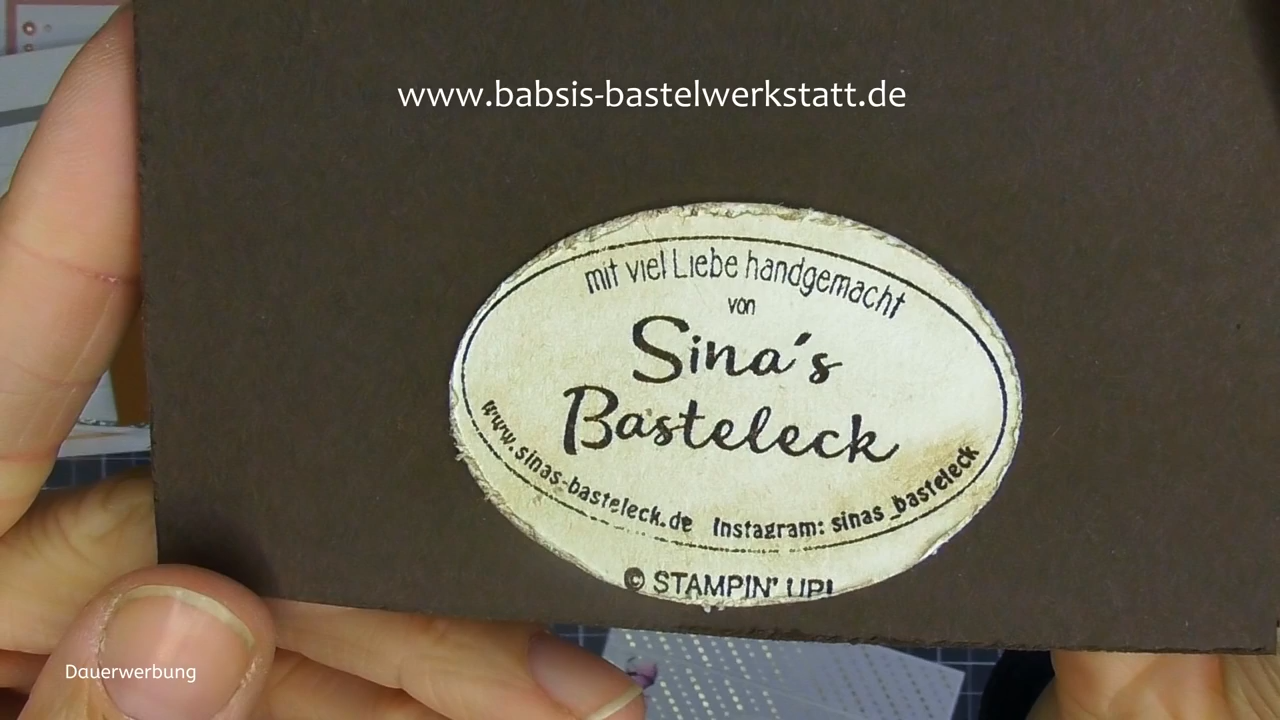 www.babsis-bastelwerkstatt.de
mit viel Liebe handgemacht
von
Sina´s
Basteleck
www.sinas-basteleck.de Instagram: sinas_basteleck
© STAMPIN' UP!
Dauerwerbung